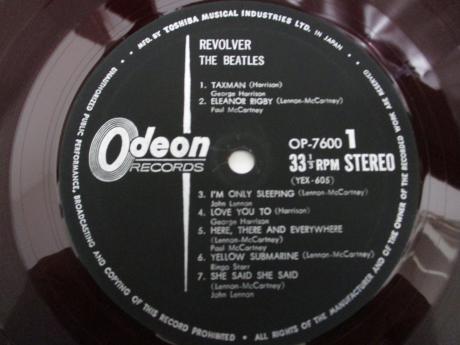 MFD. BY TOSHIBA MUSICAL INDUSTRIES LTD. IN JAPAN
ALL RIGHTS OF THE MANUFACTURER AND OF THE OWNER OF THE RECORDED WORK ARE RESERVED
UNAUTHORIZED PUBLIC PERFORMANCE, BROADCASTING AND COPYING OF THIS RECORD PROHIBITED
REVOLVER
THE BEATLES
1. TAXMAN (Harrison)
George Harrison
2. ELEANOR RIGBY (Lennon-McCartney)
Paul McCartney
Odeon
RECORDS
OP-7600 1
33 1/3 RPM STEREO
(YEX-605)
3. I'M ONLY SLEEPING (Lennon-McCartney)
John Lennon
4. LOVE YOU TO (Harrison)
George Harrison
5. HERE, THERE AND EVERYWHERE
(Lennon-McCartney)
Paul McCartney
6. YELLOW SUBMARINE (Lennon-McCartney)
Ringo Starr
7. SHE SAID SHE SAID
(Lennon-McCartney)
John Lennon